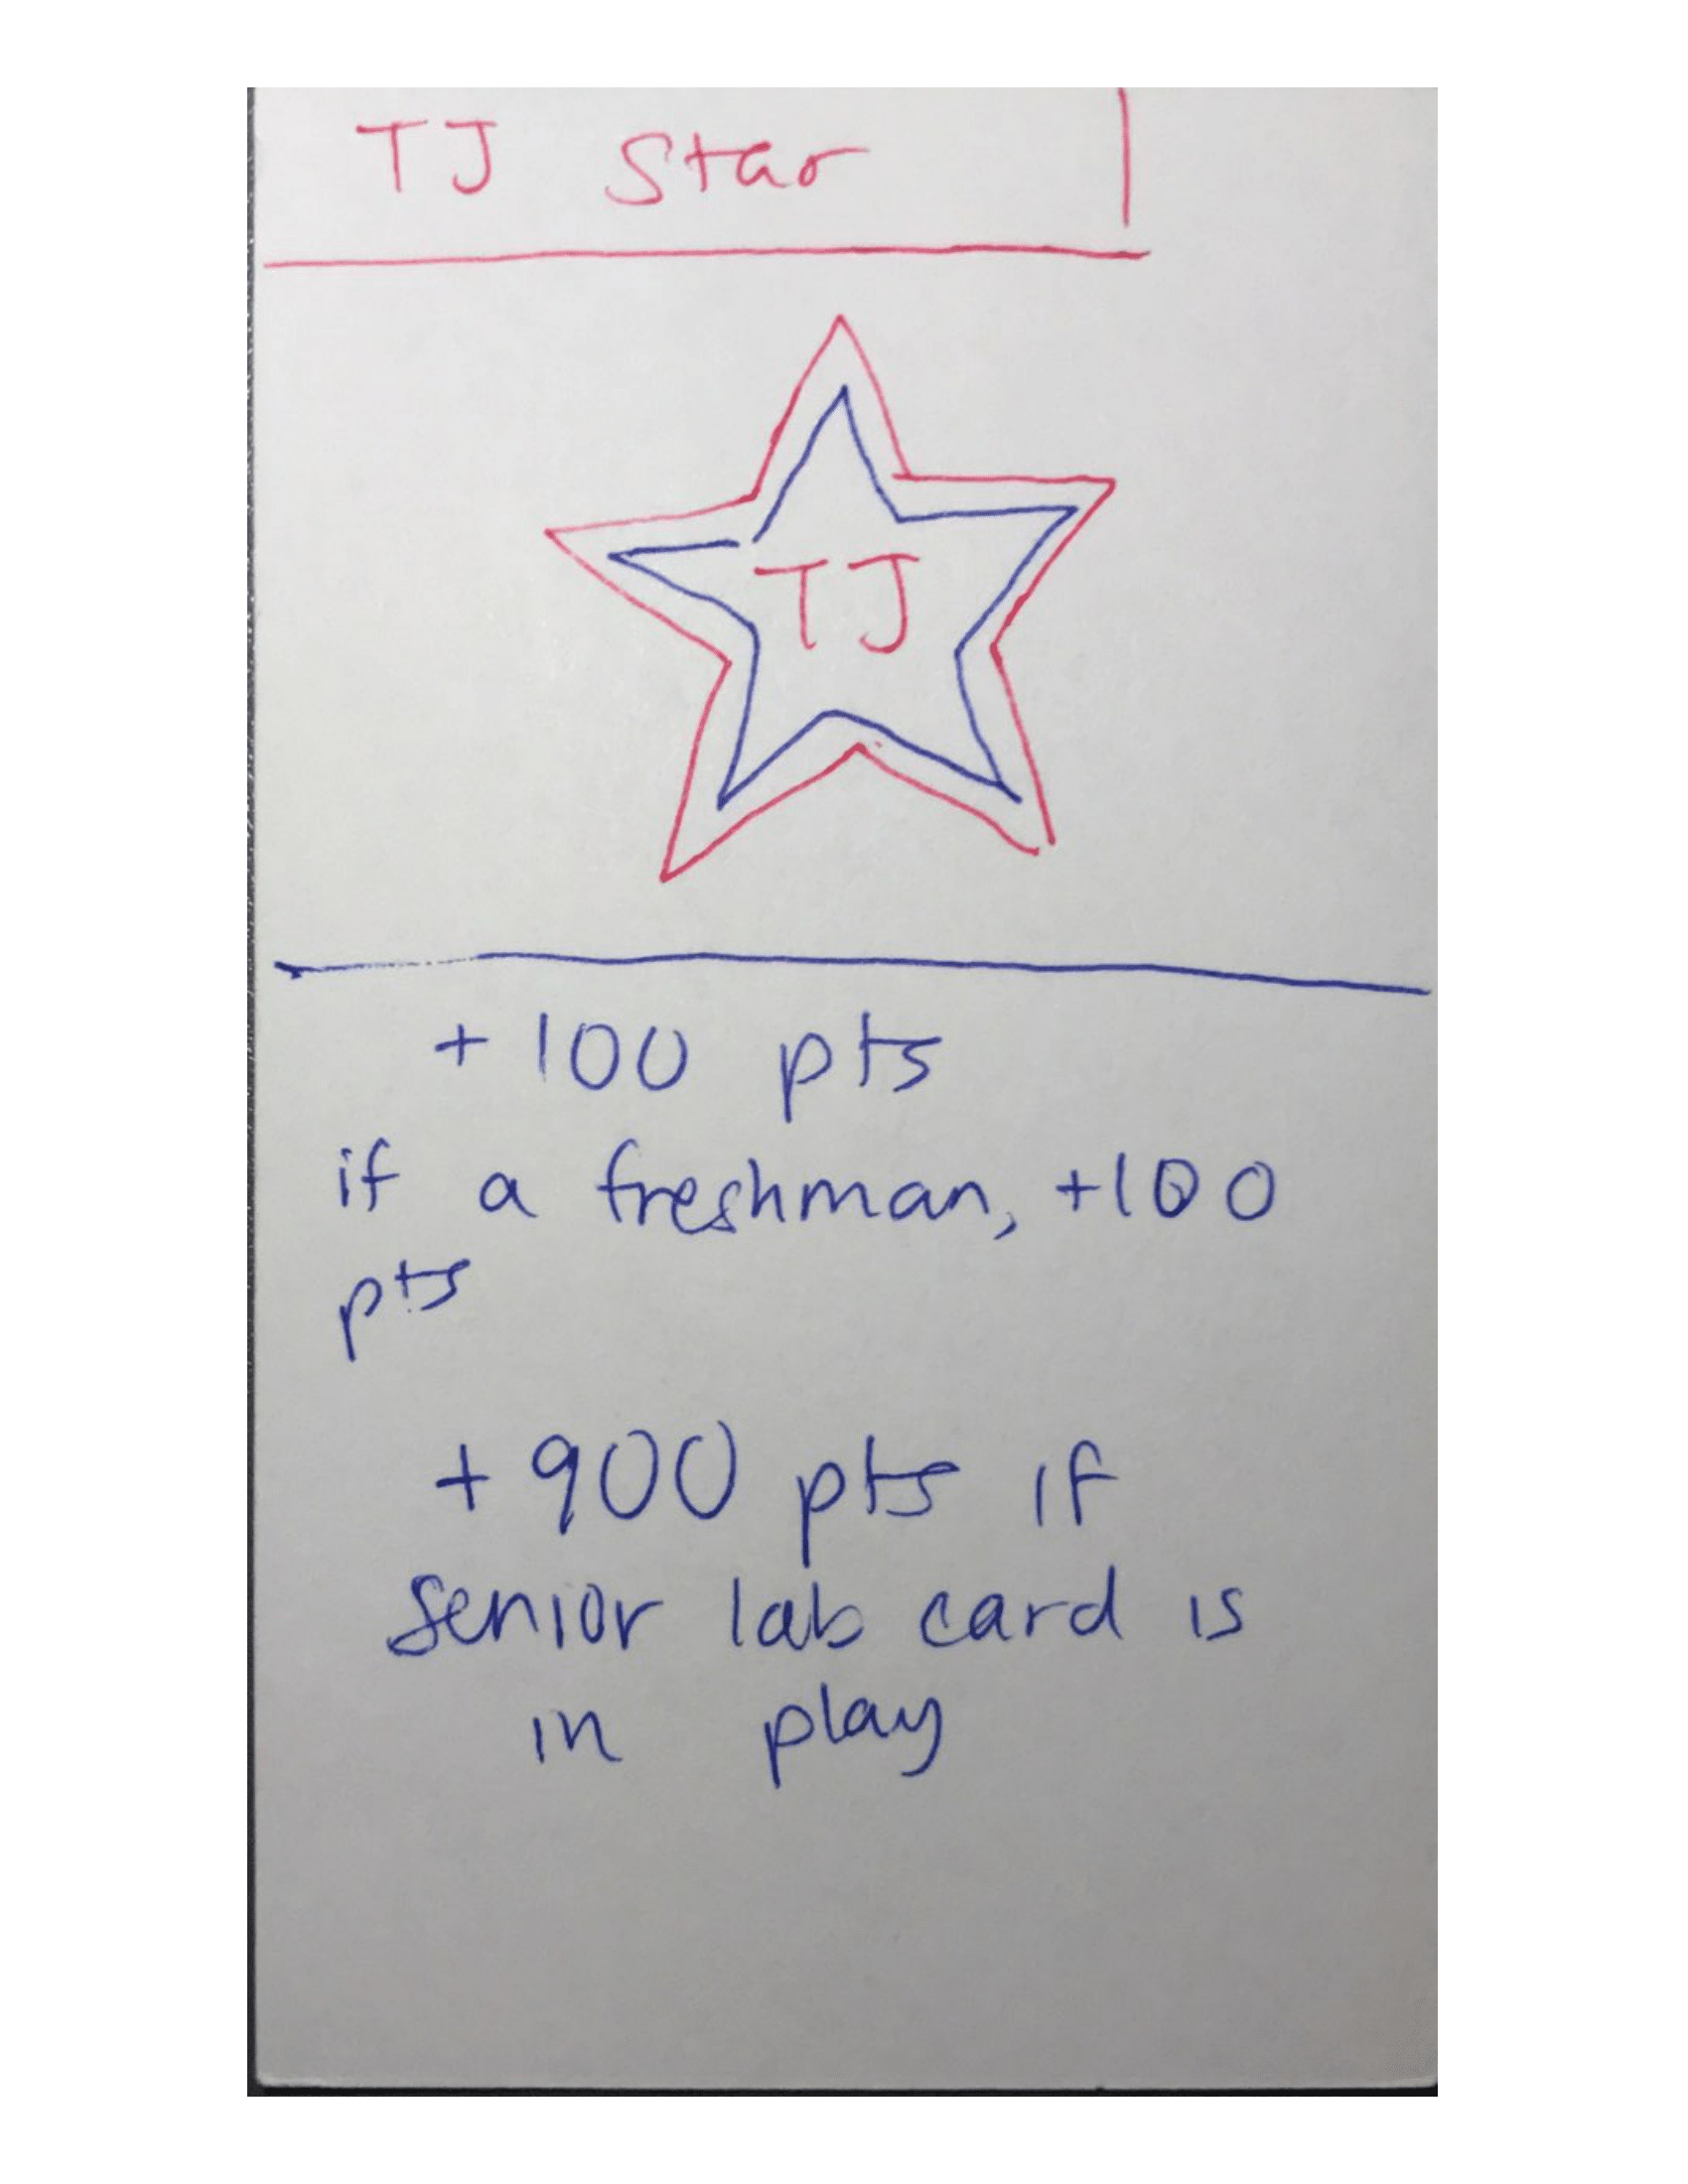 TJ Star
TJ
+ 100 pts
if a freshman, +100
pts
+ 900 pts if
senior lab card is
in play